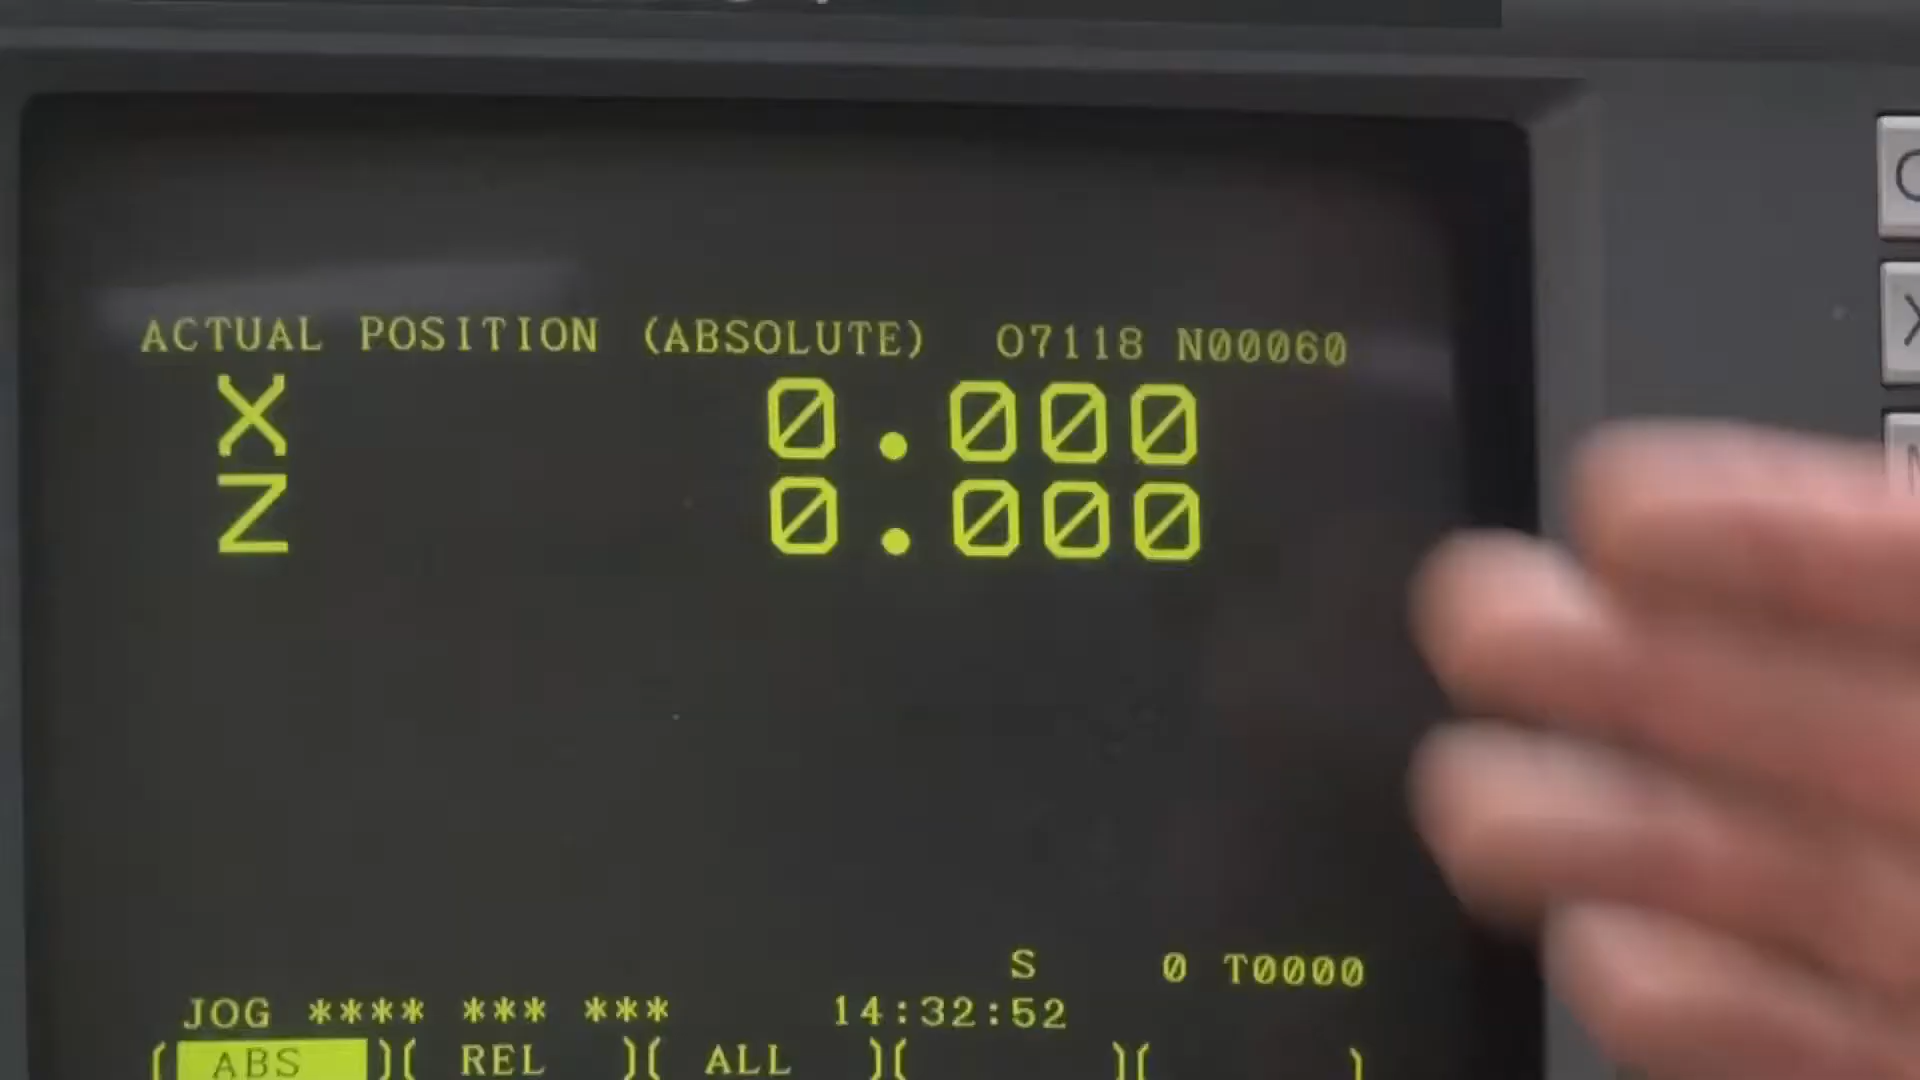 ACTUAL POSITION (ABSOLUTE) O7118 N00060
X 0.000
Z 0.000
S 0 T0000
JOG **** *** *** 14:32:52
( ABS )( REL )( ALL )( )( )
X